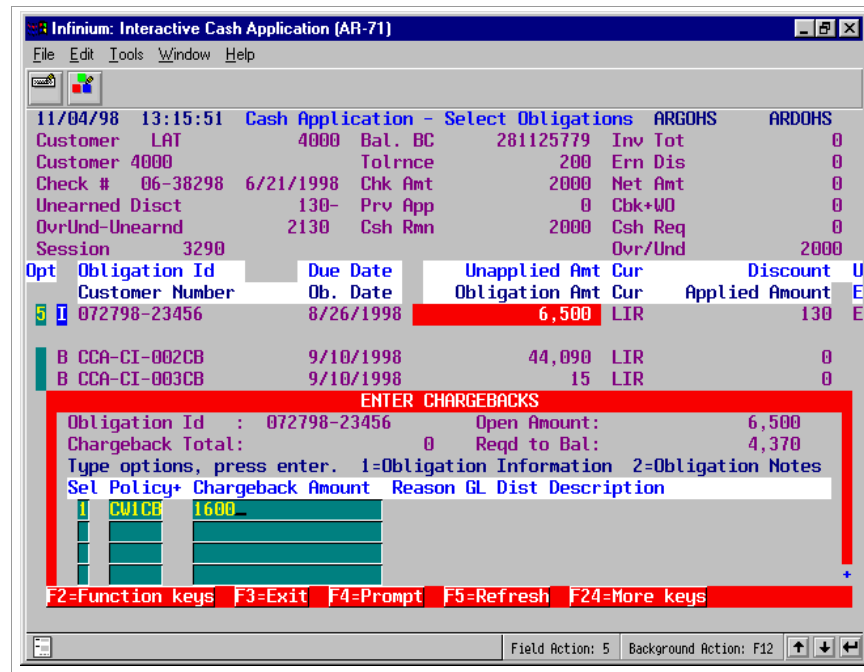 Infinium: Interactive Cash Application (AR-71)
File Edit Tools Window Help
11/04/98 13:15:51 Cash Application - Select Obligations ARGOHS ARDOHS
Customer LAT 4000 Bal. BC 281125779 Inv Tot 0
Customer 4000 Tolrnce 200 Ern Dis 0
Check # 06-38298 6/21/1998 Chk Amt 2000 Net Amt 0
Unearned Disct 130- Prv App 0 Cbk+WO 0
OvrUnd-Unearnd 2130 Csh Rmn 2000 Csh Req 0
Session 3290 Ovr/Und 2000
Opt Obligation Id Due Date Unapplied Amt Cur Discount U
Customer Number Ob. Date Obligation Amt Cur Applied Amount E
5 I 072798-23456 8/26/1998 6,500 LIR 130 E
B CCA-CI-002CB 9/10/1998 44,090 LIR 0
B CCA-CI-003CB 9/10/1998 15 LIR 0
ENTER CHARGEBACKS
Obligation Id : 072798-23456 Open Amount: 6,500
Chargeback Total: 0 Reqd to Bal: 4,370
Type options, press enter. 1=Obligation Information 2=Obligation Notes
Sel Policy+ Chargeback Amount Reason GL Dist Description
1 CW1CB 1600_
+
F2=Function keys F3=Exit F4=Prompt F5=Refresh F24=More keys
Field Action: 5 Background Action: F12